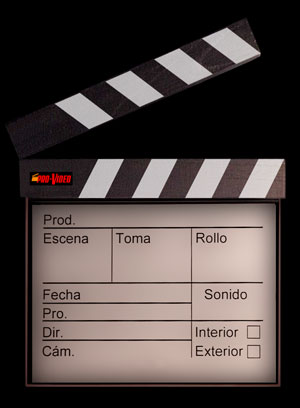 PRO-VIDEO
Prod.
Escena Toma Rollo
Fecha Sonido
Pro.
Dir. Interior
Cám. Exterior